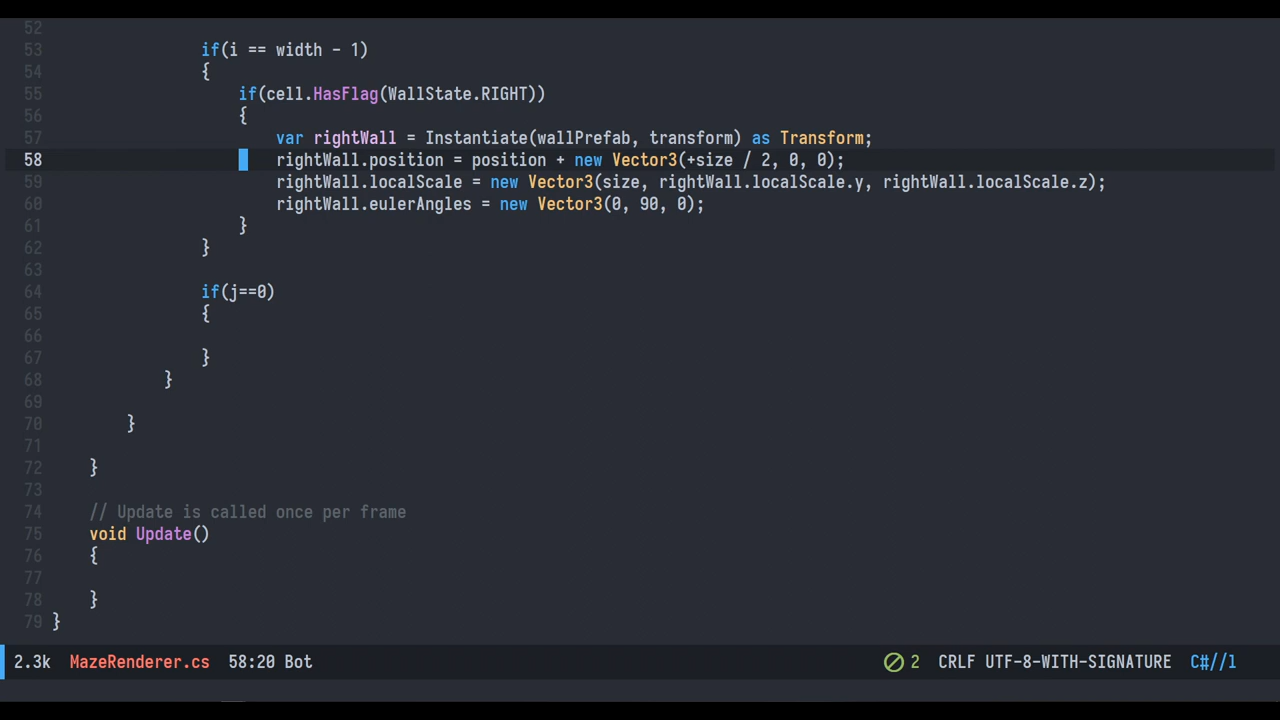 52
53 if(i == width - 1)
54 {
55 if(cell.HasFlag(WallState.RIGHT))
56 {
57 var rightWall = Instantiate(wallPrefab, transform) as Transform;
58 rightWall.position = position + new Vector3(+size / 2, 0, 0);
59 rightWall.localScale = new Vector3(size, rightWall.localScale.y, rightWall.localScale.z);
60 rightWall.eulerAngles = new Vector3(0, 90, 0);
61 }
62 }
63
64 if(j==0)
65 {
66
67 }
68 }
69
70 }
71
72 }
73
74 // Update is called once per frame
75 void Update()
76 {
77
78 }
79 }
2.3k MazeRenderer.cs 58:20 Bot 2 CRLF UTF-8-WITH-SIGNATURE C#//l